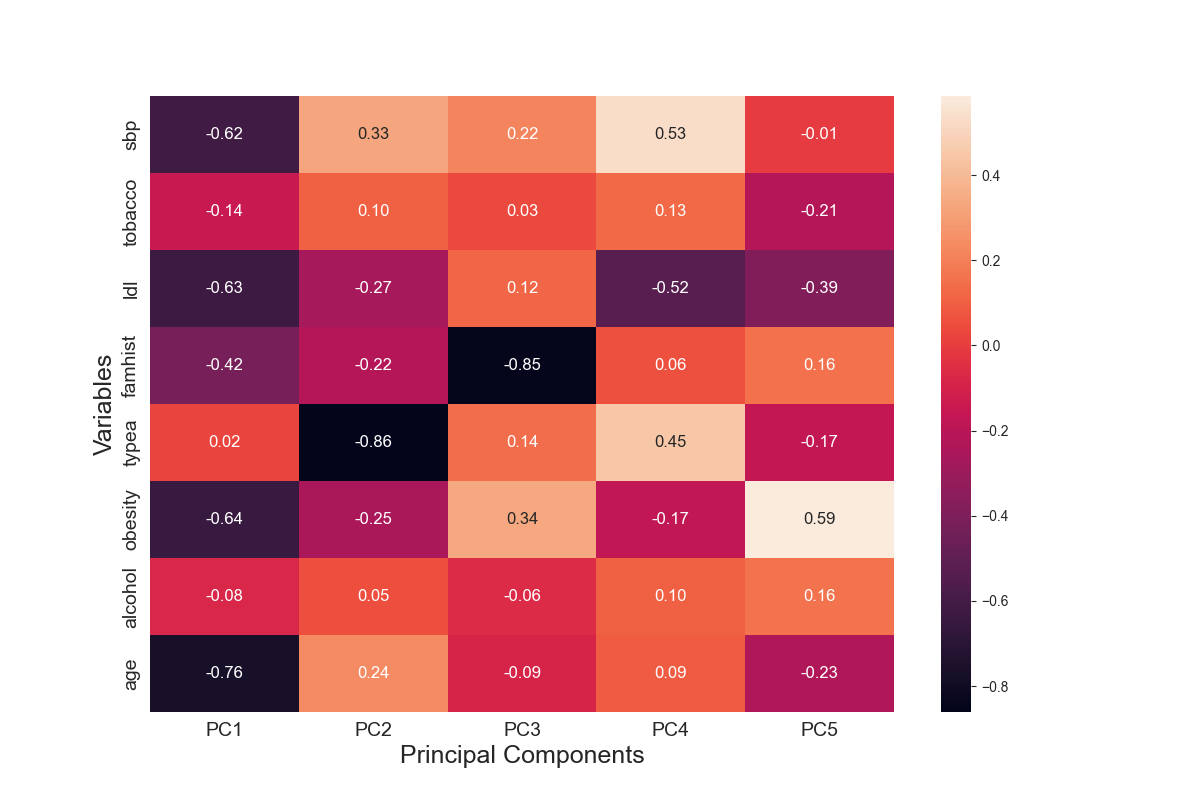 sbp -0.62 0.33 0.22 0.53 -0.01
tobacco -0.14 0.10 0.03 0.13 -0.21
ldl -0.63 -0.27 0.12 -0.52 -0.39
famhist -0.42 -0.22 -0.85 0.06 0.16
typea 0.02 -0.86 0.14 0.45 -0.17
obesity -0.64 -0.25 0.34 -0.17 0.59
alcohol -0.08 0.05 -0.06 0.10 0.16
age -0.76 0.24 -0.09 0.09 -0.23
Variables
PC1 PC2 PC3 PC4 PC5
Principal Components
0.4
0.2
0.0
−0.2
−0.4
−0.6
−0.8